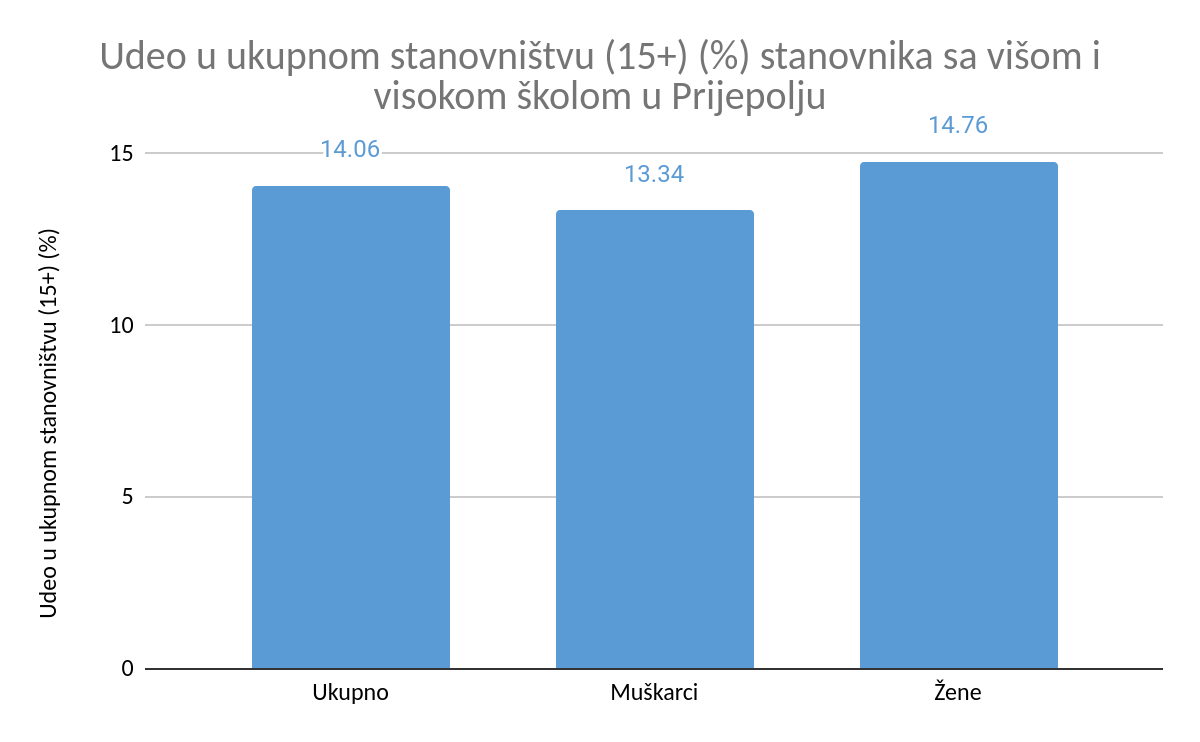 Udeo u ukupnom stanovništvu (15+) (%) stanovnika sa višom i
visokom školom u Prijepolju
Udeo u ukupnom stanovništvu (15+) (%)
15
10
5
0
14.06
13.34
14.76
Ukupno
Muškarci
Žene